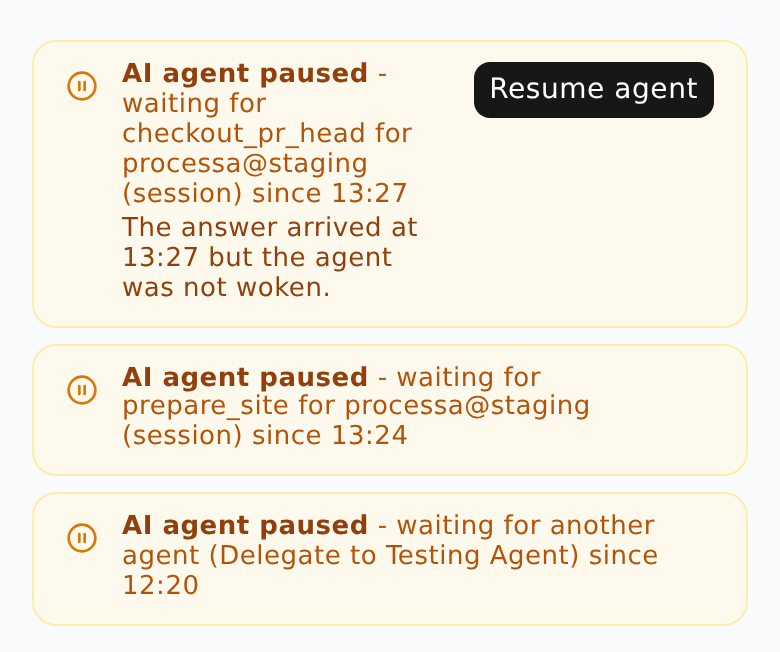 AI agent paused -
waiting for
checkout_pr_head for
processa@staging
(session) since 13:27
The answer arrived at
13:27 but the agent
was not woken.
Resume agent
AI agent paused - waiting for
prepare_site for processa@staging
(session) since 13:24
AI agent paused - waiting for another
agent (Delegate to Testing Agent) since
12:20